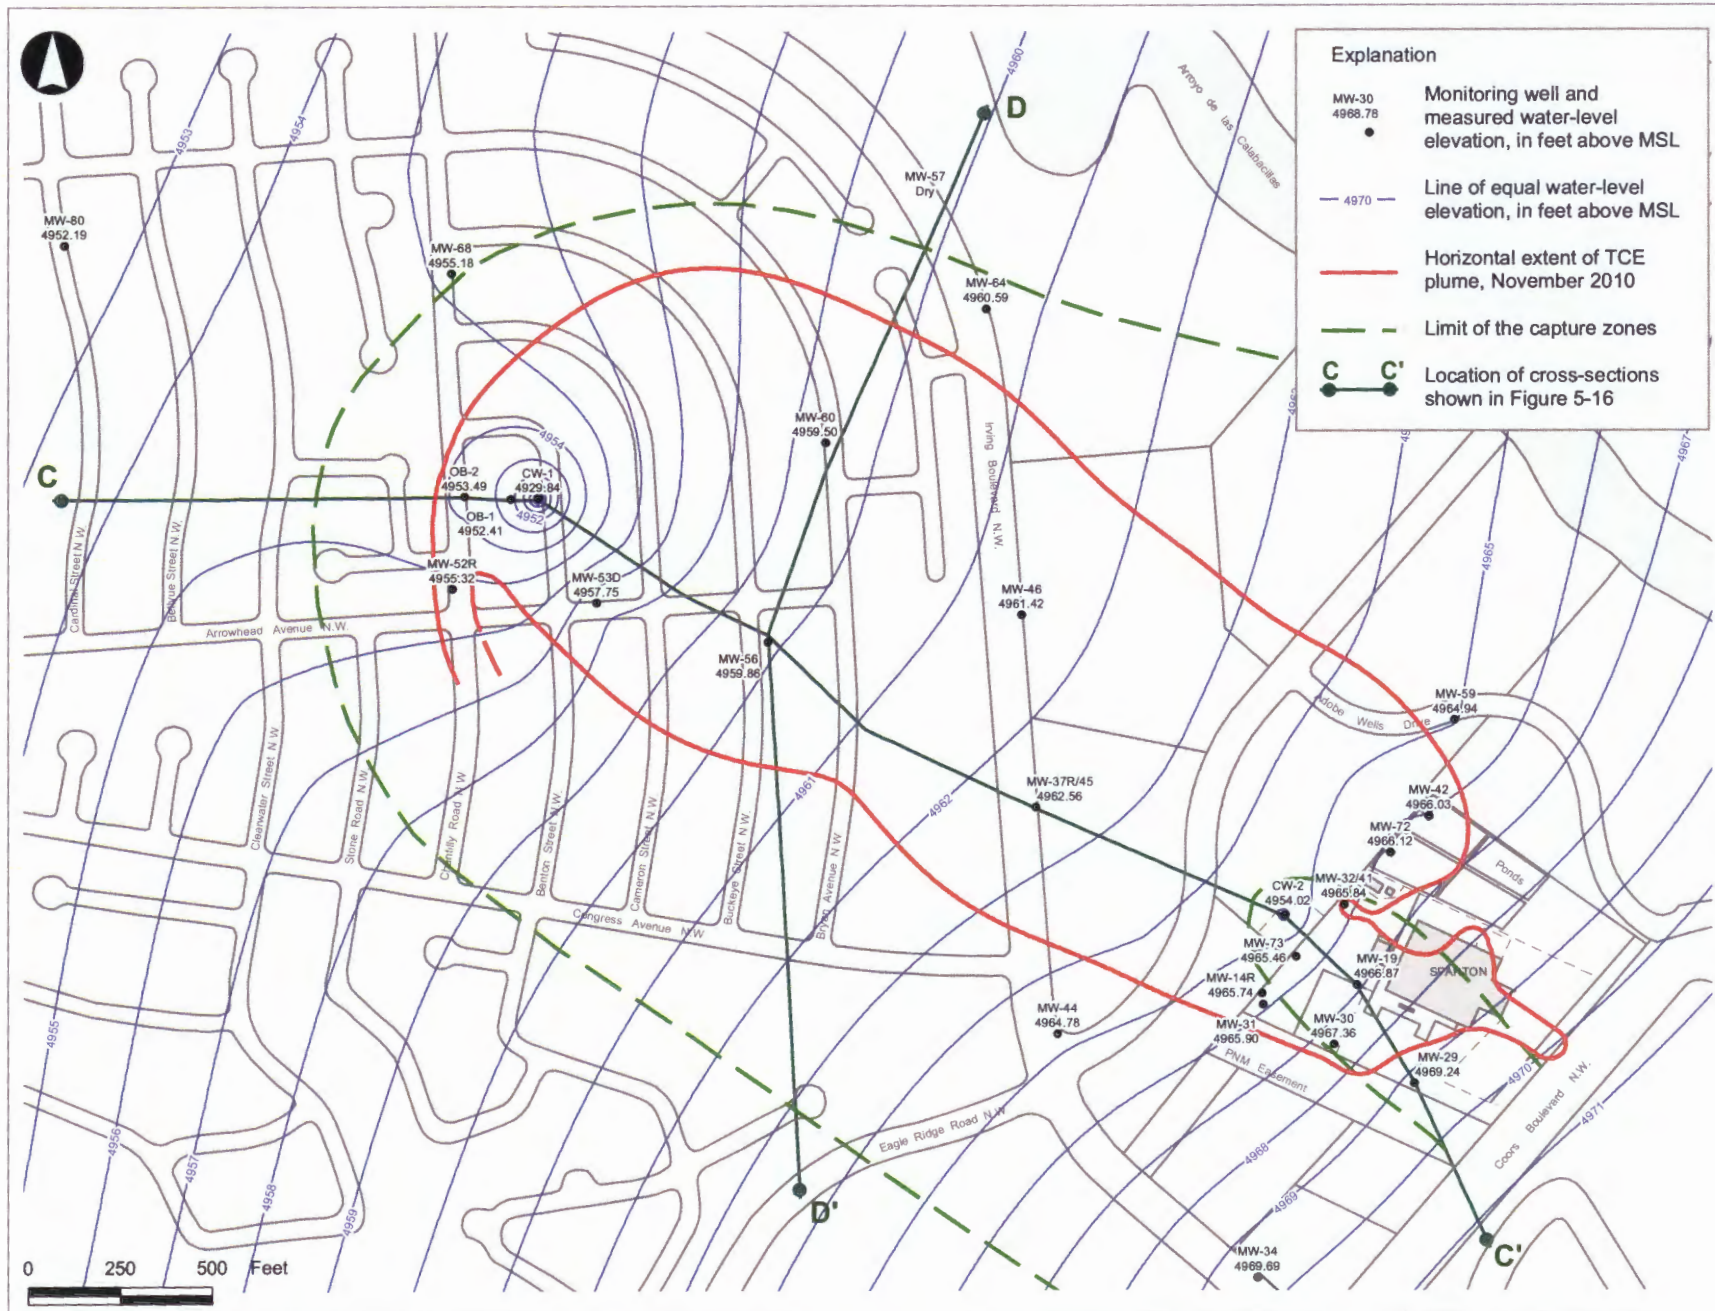 Explanation
MW-30
4968.78
Monitoring well and
measured water-level
elevation, in feet above MSL
4970
Line of equal water-level
elevation, in feet above MSL
Horizontal extent of TCE
plume, November 2010
Limit of the capture zones
C C'
Location of cross-sections
shown in Figure 5-16
4953
4954
4960
Arroyo de las Calabacillas
D
MW-57
Dry
MW-80
4952.19
MW-68
4955.18
MW-64
4960.59
MW-60
4959.50
Irving Boulevard N.W.
4967
4965
C
4954
OB-2
4953.49
CW-1
4929.84
4952
OB-1
4952.41
Cardinal Street N.W.
Bellvue Street N.W.
MW-52R
4955.32
MW-53D
4957.75
MW-46
4961.42
Arrowhead Avenue N.W.
MW-56
4959.86
MW-59
4964.94
Adobe Wells Drive
4961
4962
MW-37R/45
4962.56
MW-42
4966.03
MW-72
4966.12
Ponds
Clearwater Street N.W.
Stone Road N.W.
Chantilly Road N.W.
Benton Street N.W.
Cameron Street N.W.
Buckeye Street N.W.
Bryan Avenue N.W.
Congress Avenue N.W.
CW-2
4954.02
MW-32/41
4965.84
MW-73
4965.46
MW-19
4966.87
SPARTON
MW-14R
4965.74
MW-44
4964.78
MW-31
4965.90
MW-30
4967.36
MW-29
4969.24
PNM Easement
4970
4971
Coors Boulevard N.W.
Eagle Ridge Road N.W.
4955
4956
4957
4958
4959
4968
4969
D'
C'
MW-34
4969.69
0 250 500 Feet